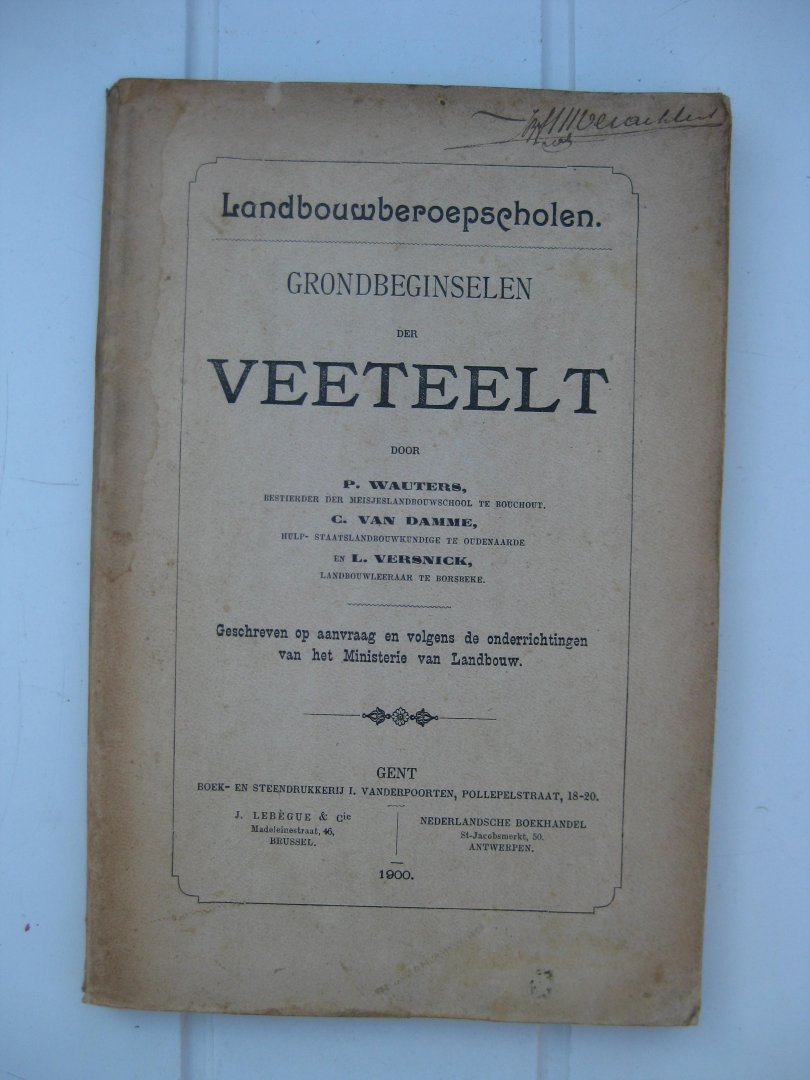 Landbouwberoepscholen.
GRONDBEGINSELEN
DER
VEETEELT
DOOR
P. WAUTERS,
BESTIERDER DER MEISJESLANDBOUWSCHOOL TE BOUCHOUT.
C. VAN DAMME,
HULP- STAATSLANDBOUWKUNDIGE TE OUDENAARDE
EN L. VERSNICK,
LANDBOUWLEERAAR TE BORSBEKE.
Geschreven op aanvraag en volgens de onderrichtingen
van het Ministerie van Landbouw.
GENT
BOEK- EN STEENDRUKKERIJ I. VANDERPOORTEN, POLLEPELSTRAAT, 18-20.
J. LEBÈGUE & Cie
Madeleinestraat, 46,
BRUSSEL.
NEDERLANDSCHE BOEKHANDEL
St-Jacobsmerkt, 50.
ANTWERPEN.
1900.